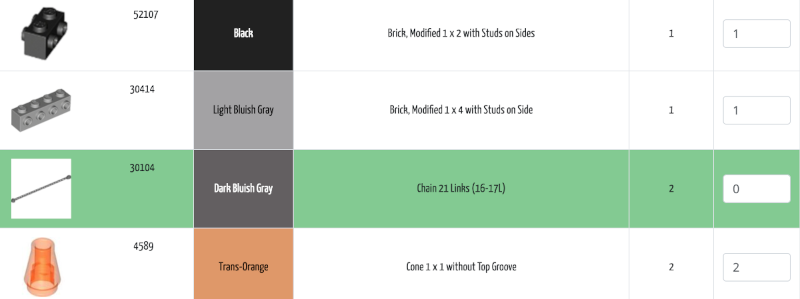 52107 Black Brick, Modified 1 x 2 with Studs on Sides 1 1
30414 Light Bluish Gray Brick, Modified 1 x 4 with Studs on Side 1 1
30104 Dark Bluish Gray Chain 21 Links (16-17L) 2 0
4589 Trans-Orange Cone 1 x 1 without Top Groove 2 2